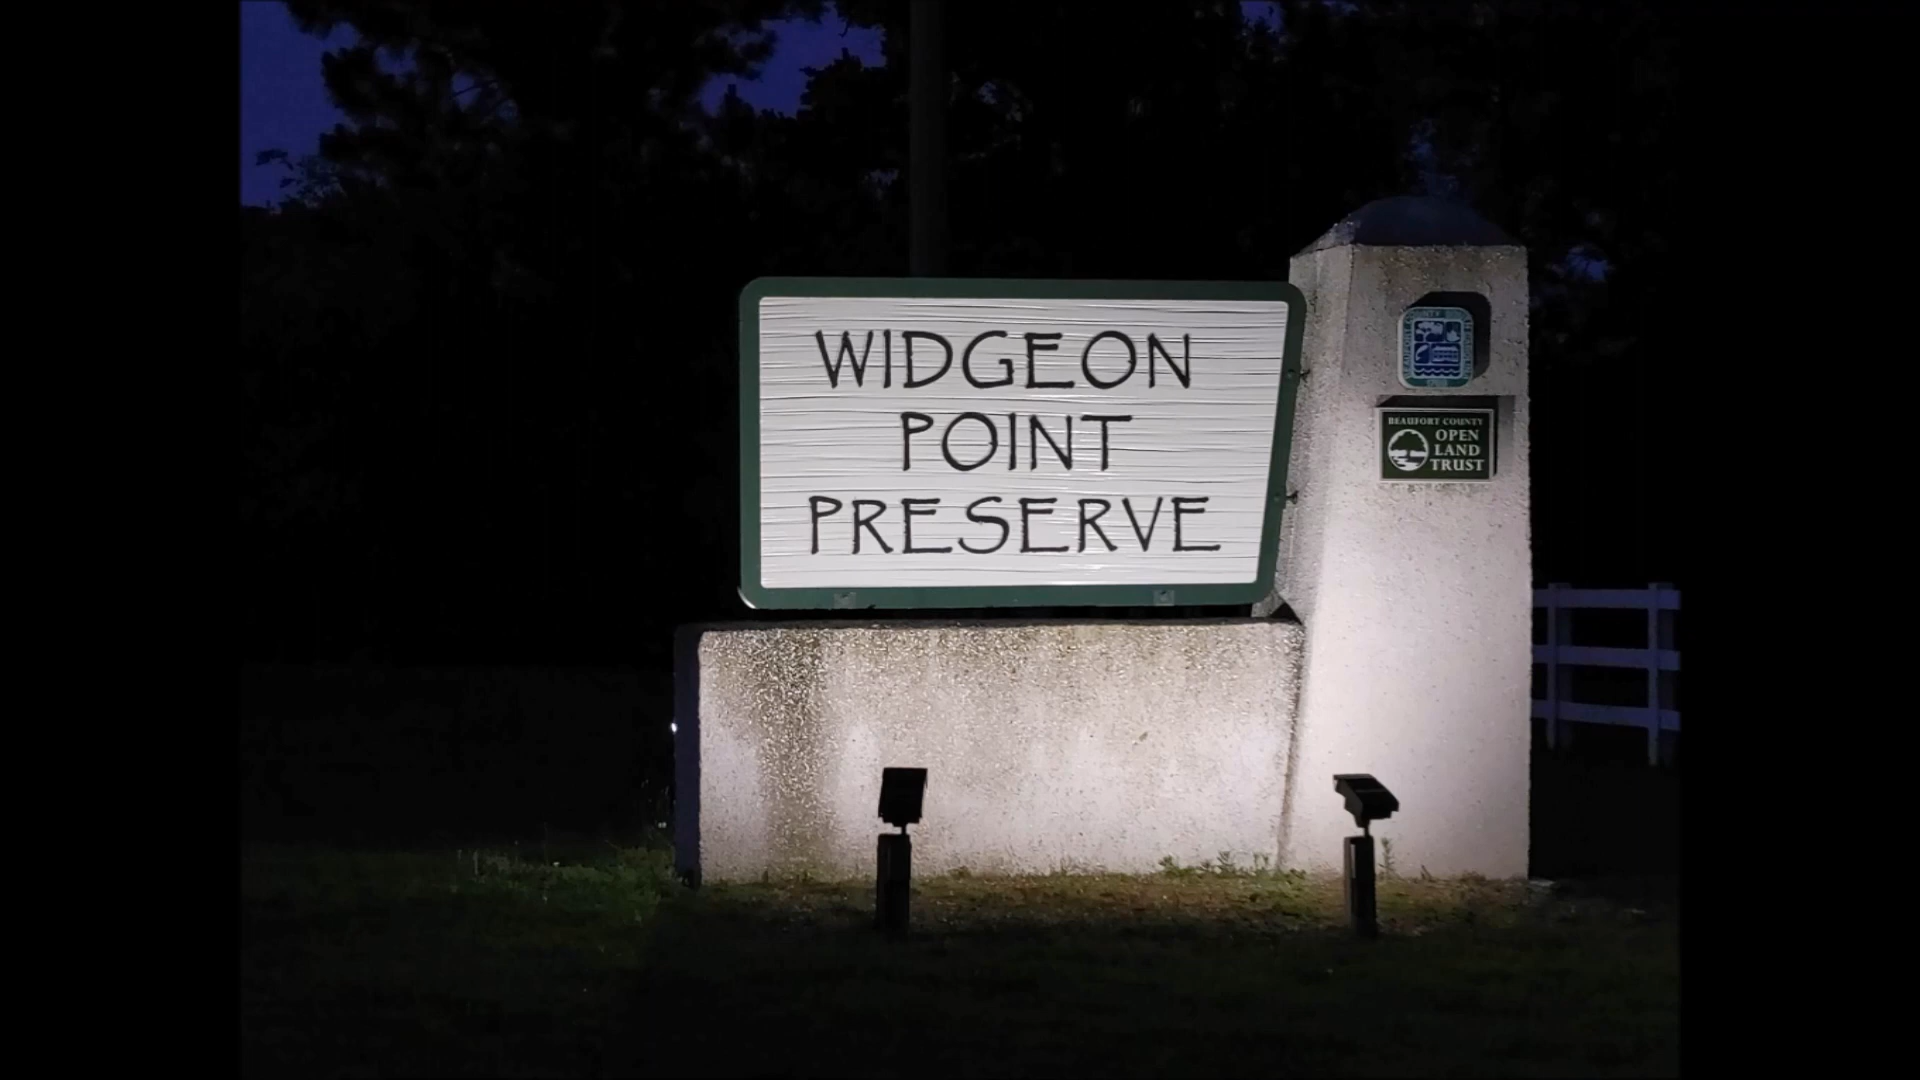 WIDGEON
POINT
PRESERVE
BEAUFORT COUNTY
OPEN
LAND
TRUST